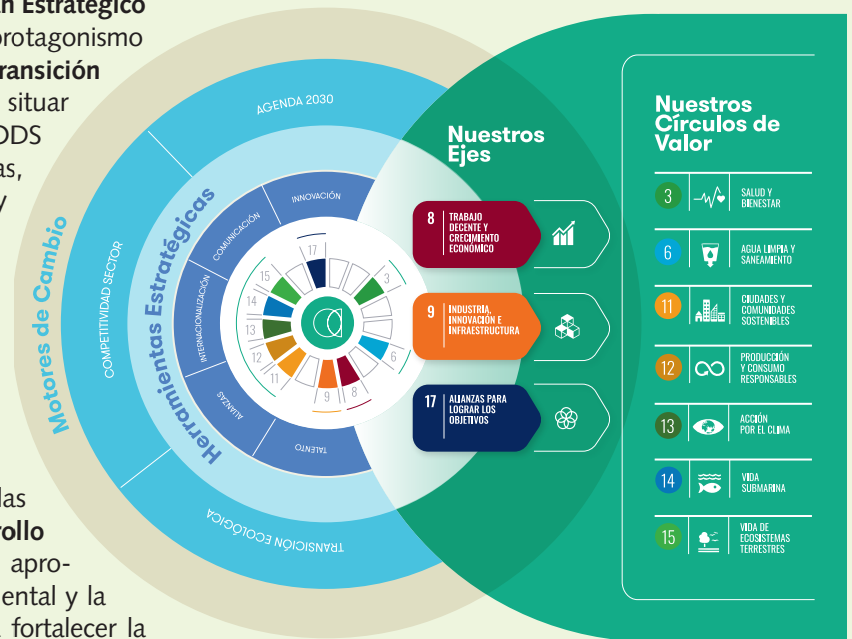 an Estratégico
protagonismo
ransición
situar
ODS
as,
y
las
rollo
apro-
ental y la
fortalecer la
Motores de Cambio
AGENDA 2030
COMPETITIVIDAD SECTOR
TRANSICIÓN ECOLÓGICA
Herramientas Estratégicas
INNOVACIÓN
COMUNICACIÓN
INTERNACIONALIZACIÓN
ALIANZAS
TALENTO
17
3
6
8
9
11
12
13
14
15
Nuestros
Ejes
8
TRABAJO
DECENTE Y
CRECIMIENTO
ECONÓMICO
9
INDUSTRIA,
INNOVACIÓN E
INFRAESTRUCTURA
17
ALIANZAS PARA
LOGRAR LOS
OBJETIVOS
Nuestros
Círculos de
Valor
3
SALUD Y
BIENESTAR
6
AGUA LIMPIA Y
SANEAMIENTO
11
CIUDADES Y
COMUNIDADES
SOSTENIBLES
12
PRODUCCIÓN
Y CONSUMO
RESPONSABLES
13
ACCIÓN
POR EL CLIMA
14
VIDA
SUBMARINA
15
VIDA DE
ECOSISTEMAS
TERRESTRES